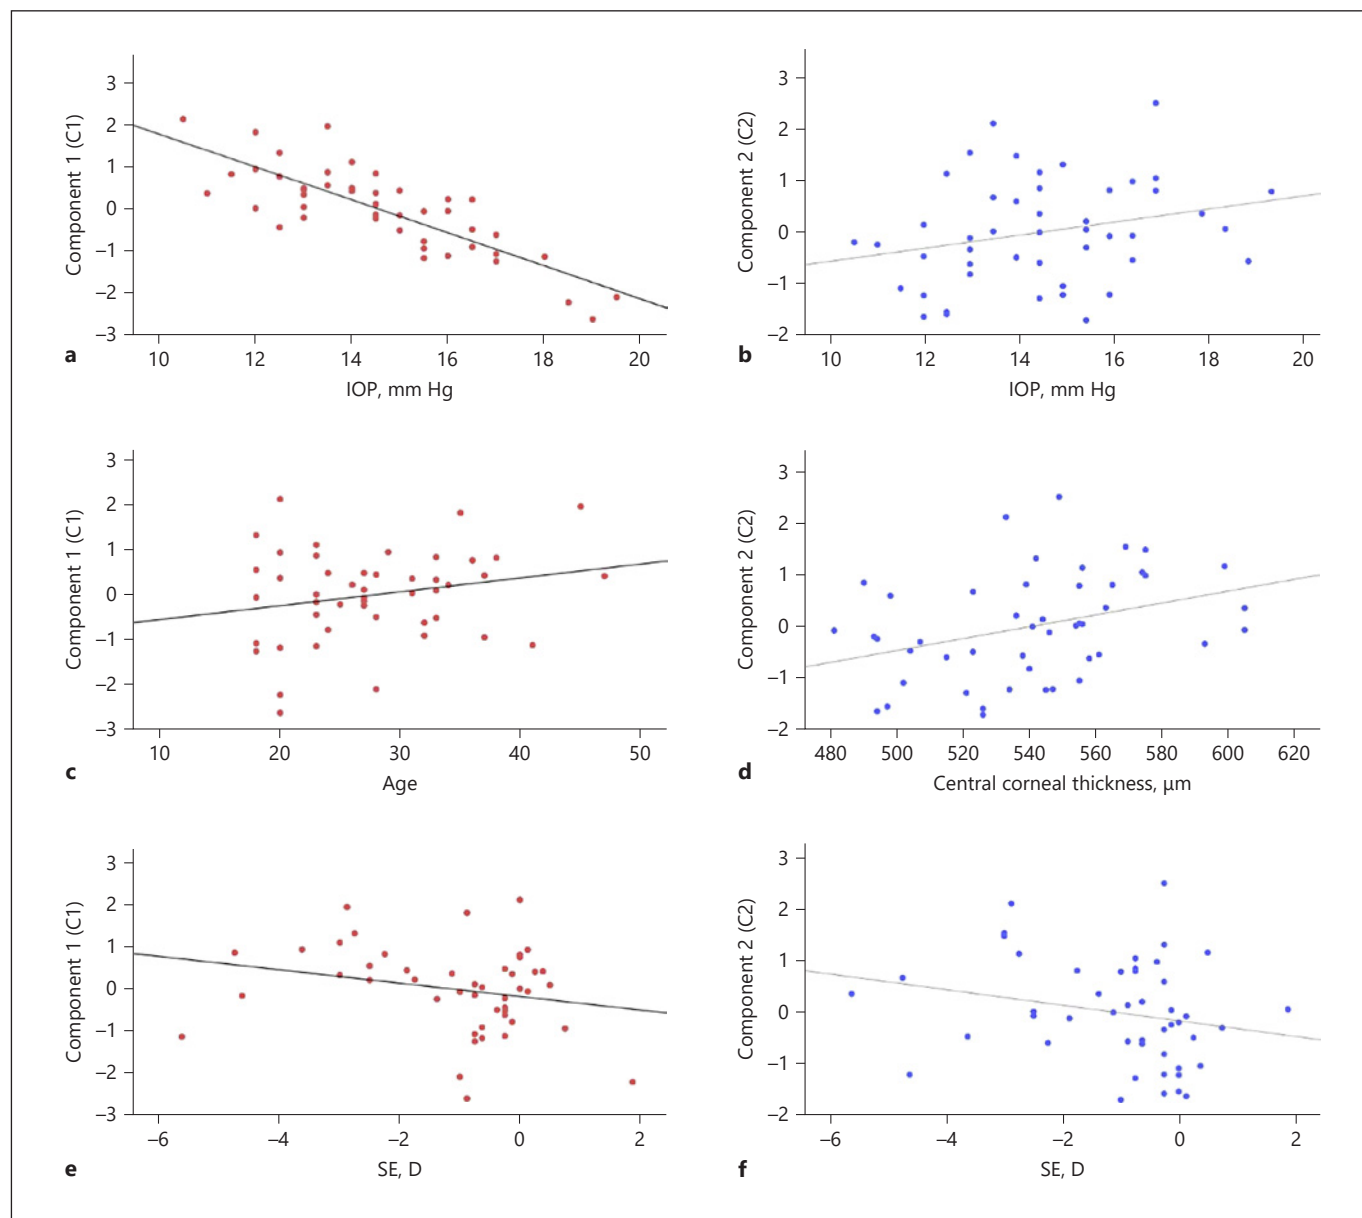 3
2
1
0
–1
–2
–3
Component 1 (C1)
10 12 14 16 18 20
IOP, mm Hg
a
3
2
1
0
–1
–2
Component 2 (C2)
10 12 14 16 18 20
IOP, mm Hg
b
3
2
1
0
–1
–2
–3
Component 1 (C1)
10 20 30 40 50
Age
c
3
2
1
0
–1
–2
Component 2 (C2)
480 500 520 540 560 580 600 620
Central corneal thickness, µm
d
3
2
1
0
–1
–2
–3
Component 1 (C1)
–6 –4 –2 0 2
SE, D
e
3
2
1
0
–1
–2
Component 2 (C2)
–6 –4 –2 0 2
SE, D
f